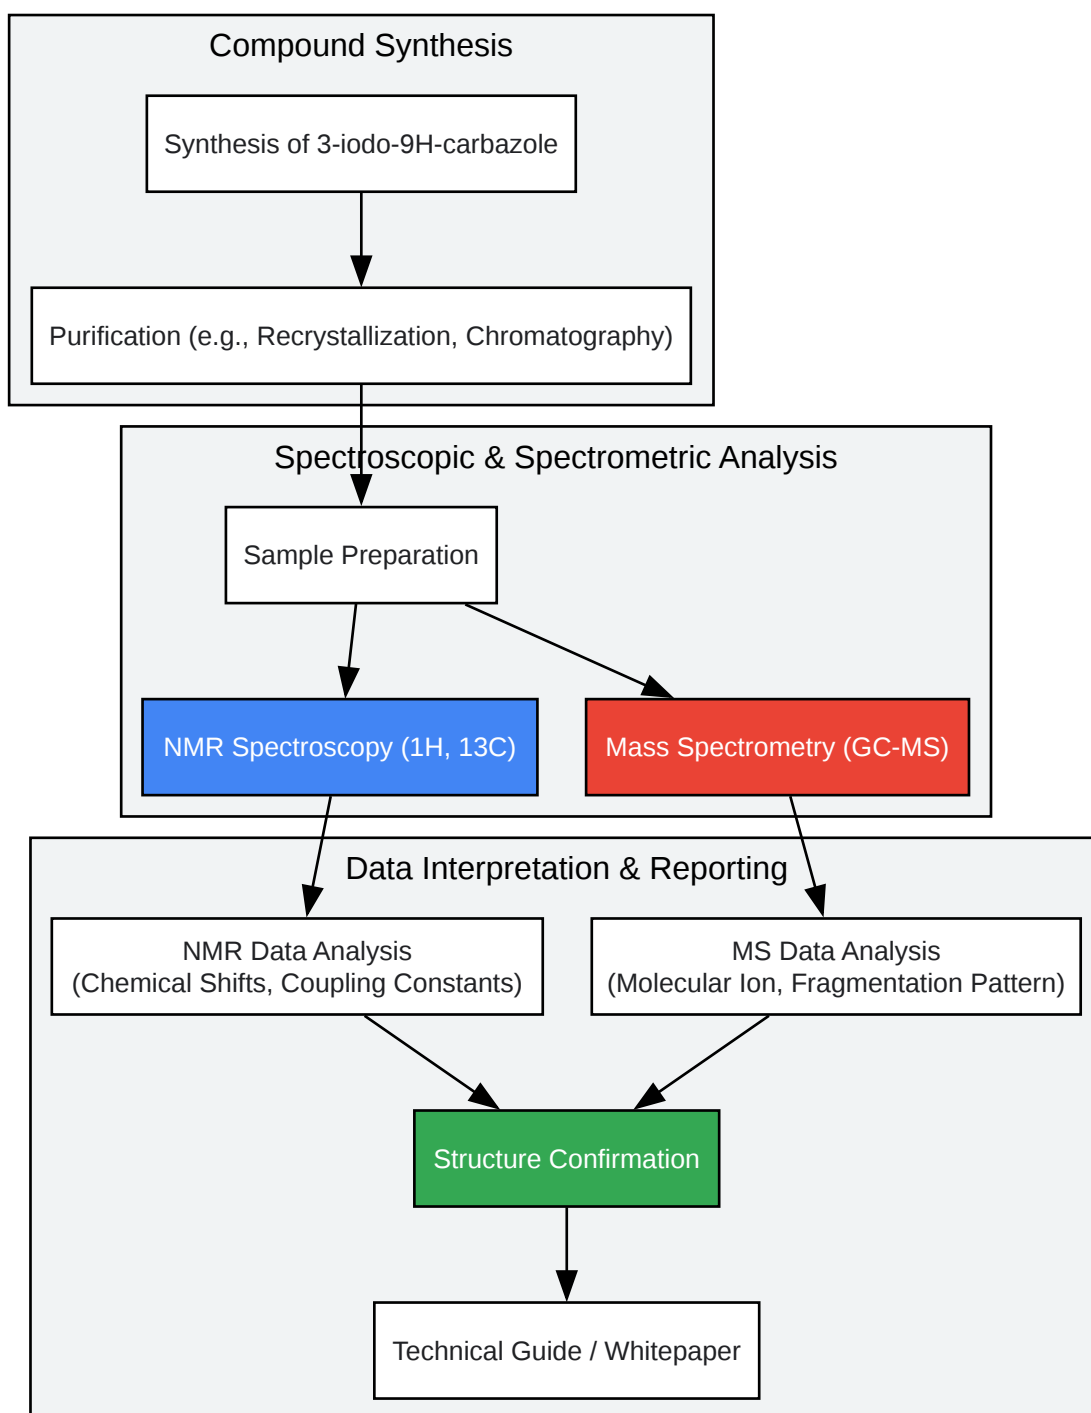 Compound Synthesis
Synthesis of 3-iodo-9H-carbazole
Purification (e.g., Recrystallization, Chromatography)
Spectroscopic & Spectrometric Analysis
Sample Preparation
NMR Spectroscopy (1H, 13C)
Mass Spectrometry (GC-MS)
Data Interpretation & Reporting
NMR Data Analysis
(Chemical Shifts, Coupling Constants)
MS Data Analysis
(Molecular Ion, Fragmentation Pattern)
Structure Confirmation
Technical Guide / Whitepaper